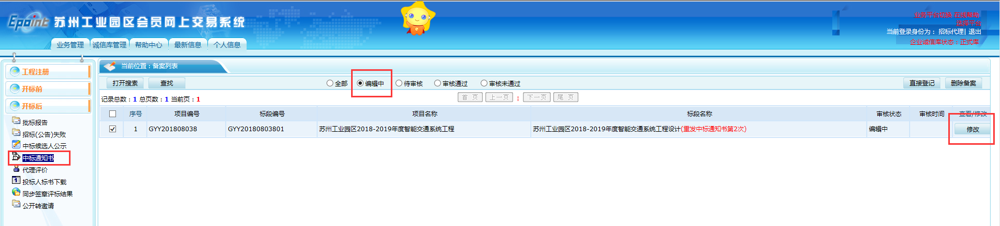 Epoint 苏州工业园区会员网上交易系统
业务平台切换 在线帮助
选择平台
当前登录身份为： 招标代理| 退出
企业诚信库状态：正式库
业务管理 诚信库管理 帮助中心 最新信息 个人信息
工程注册
开标前
开标后
批标报告
招标(公告)失败
中标候选人公示
中标通知书
代理评价
投标人标书下载
同步签章评标结果
公开转邀请
当前位置：备案列表
打开搜索 查找 全部 编辑中 待审核 审核通过 审核未通过 直接登记 删除备案
记录总数：1 总页数：1 当前页：1 首 页 上一页 ¦ 下一页 尾 页
序号 项目编号 标段编号 项目名称 标段名称 审核状态 审核时间 查看/修改
1 GYY201808038 GYY20180803801 苏州工业园区2018-2019年度智能交通系统工程 苏州工业园区2018-2019年度智能交通系统工程设计(重发中标通知书第2次) 编辑中 修改